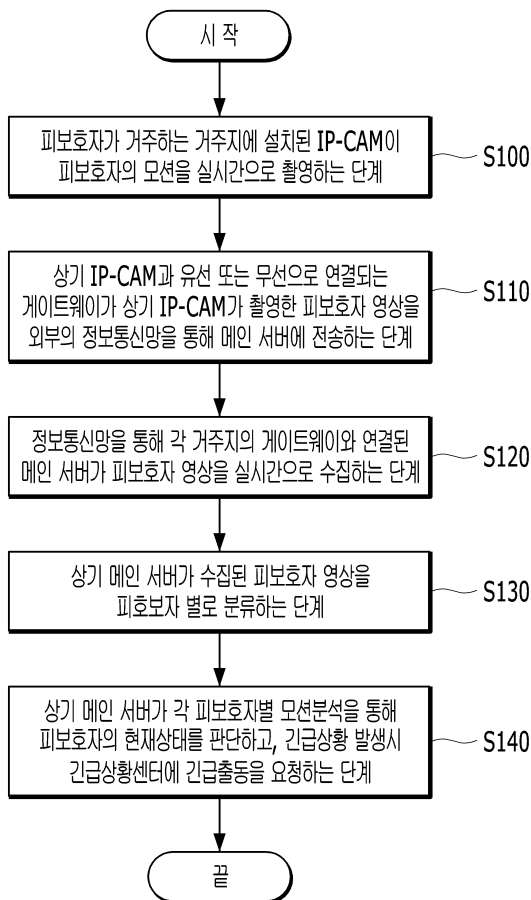 시 작
피보호자가 거주하는 거주지에 설치된 IP-CAM이
피보호자의 모션을 실시간으로 촬영하는 단계
S100
상기 IP-CAM과 유선 또는 무선으로 연결되는
게이트웨이가 상기 IP-CAM가 촬영한 피보호자 영상을
외부의 정보통신망을 통해 메인 서버에 전송하는 단계
S110
정보통신망을 통해 각 거주지의 게이트웨이와 연결된
메인 서버가 피보호자 영상을 실시간으로 수집하는 단계
S120
상기 메인 서버가 수집된 피보호자 영상을
피호보자 별로 분류하는 단계
S130
상기 메인 서버가 각 피보호자별 모션분석을 통해
피보호자의 현재상태를 판단하고, 긴급상황 발생시
긴급상황센터에 긴급출동을 요청하는 단계
S140
끝